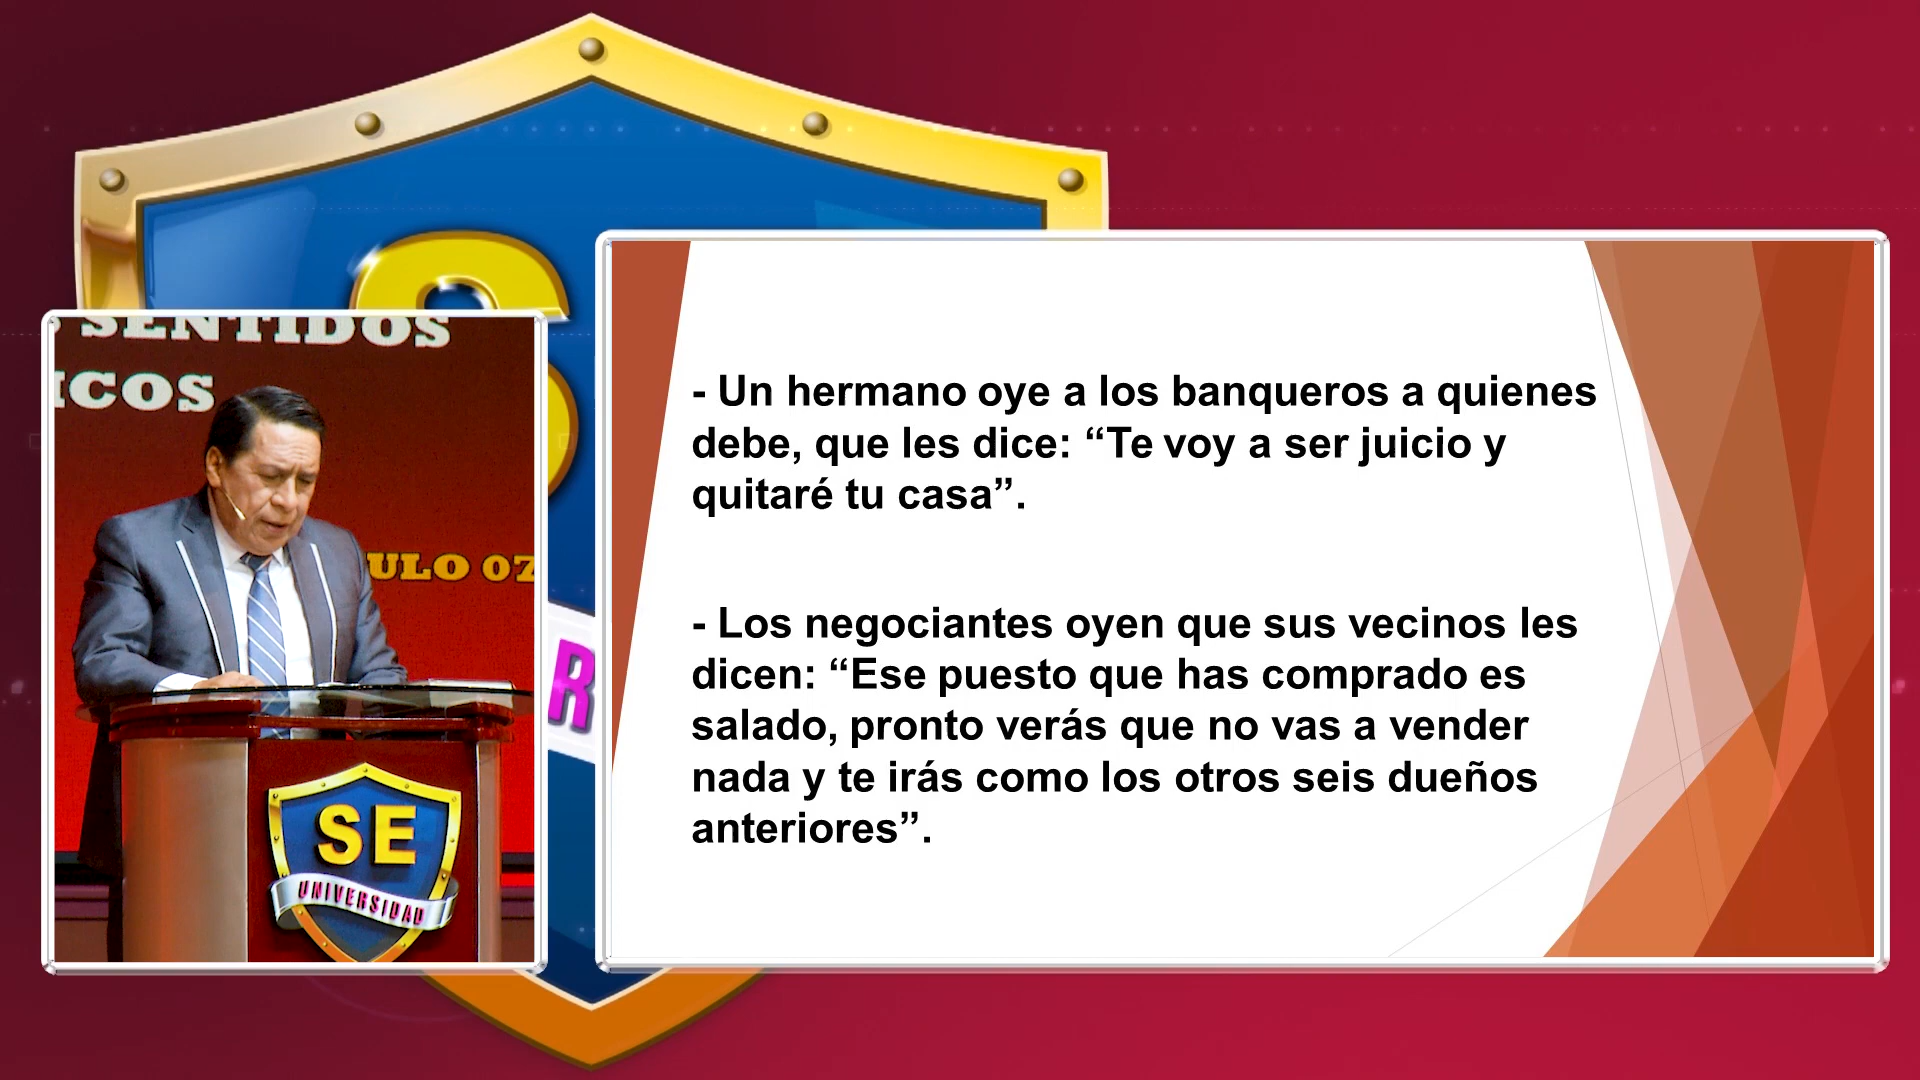 S
SENTIDOS
ICOS
ULO 07
SE
UNIVERSIDAD
R
- Un hermano oye a los banqueros a quienes
debe, que les dice: “Te voy a ser juicio y
quitaré tu casa”.
- Los negociantes oyen que sus vecinos les
dicen: “Ese puesto que has comprado es
salado, pronto verás que no vas a vender
nada y te irás como los otros seis dueños
anteriores”.